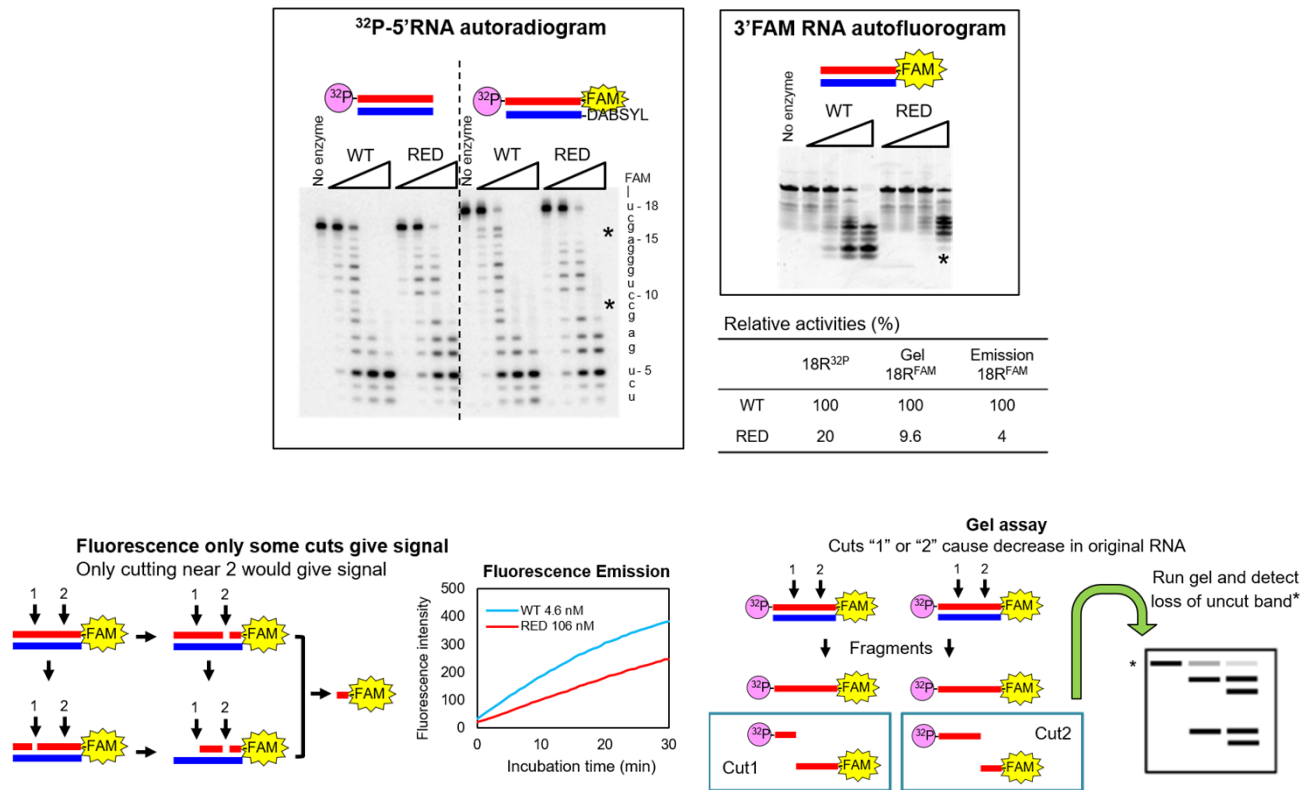 ³²P-5'RNA autoradiogram
³²P
³²P
FAM
DABSYL
No enzyme
WT
RED
No enzyme
WT
RED
FAM
u - 18
c
g
a - 15
g
g
g
u
c - 10
c
g
a
g
u - 5
c
u
*
*
3'FAM RNA autofluorogram
FAM
No enzyme
WT
RED
*
Relative activities (%)
18R³²ᴾ Gel 18Rᶠᴬᴹ Emission 18Rᶠᴬᴹ
WT 100 100 100
RED 20 9.6 4
Fluorescence only some cuts give signal
Only cutting near 2 would give signal
1 2 1 2
FAM FAM
FAM
1 2 1 2
FAM FAM
Fluorescence Emission
Fluorescence intensity
500
400
300
200
100
0
WT 4.6 nM
RED 106 nM
0 10 20 30
Incubation time (min)
Gel assay
Cuts "1" or "2" cause decrease in original RNA
1 2 1 2
³²P FAM ³²P FAM
Fragments
³²P FAM ³²P FAM
³²P ³²P
Cut2
Cut1
FAM FAM
Run gel and detect
loss of uncut band*
*